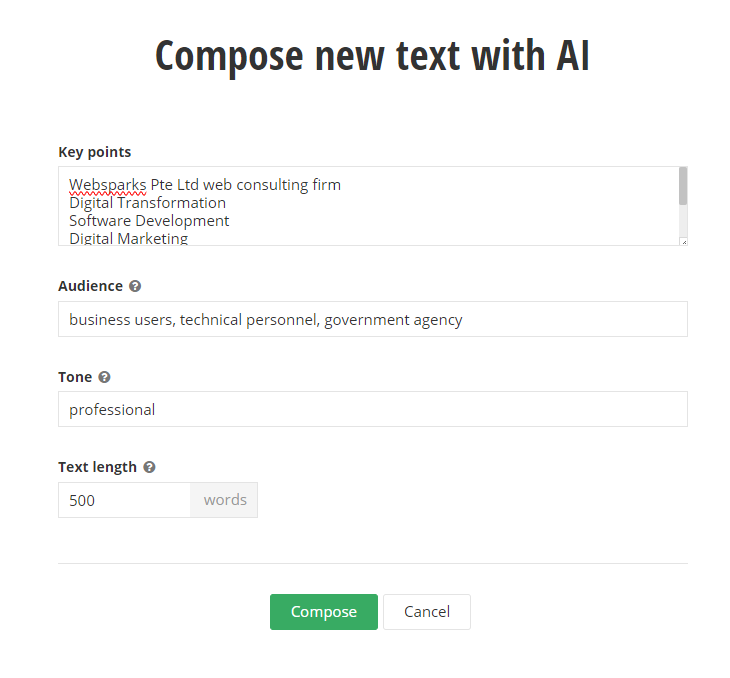 Compose new text with AI
Key points
Websparks Pte Ltd web consulting firm
Digital Transformation
Software Development
Digital Marketing
Audience
business users, technical personnel, government agency
Tone
professional
Text length
500 words
Compose Cancel